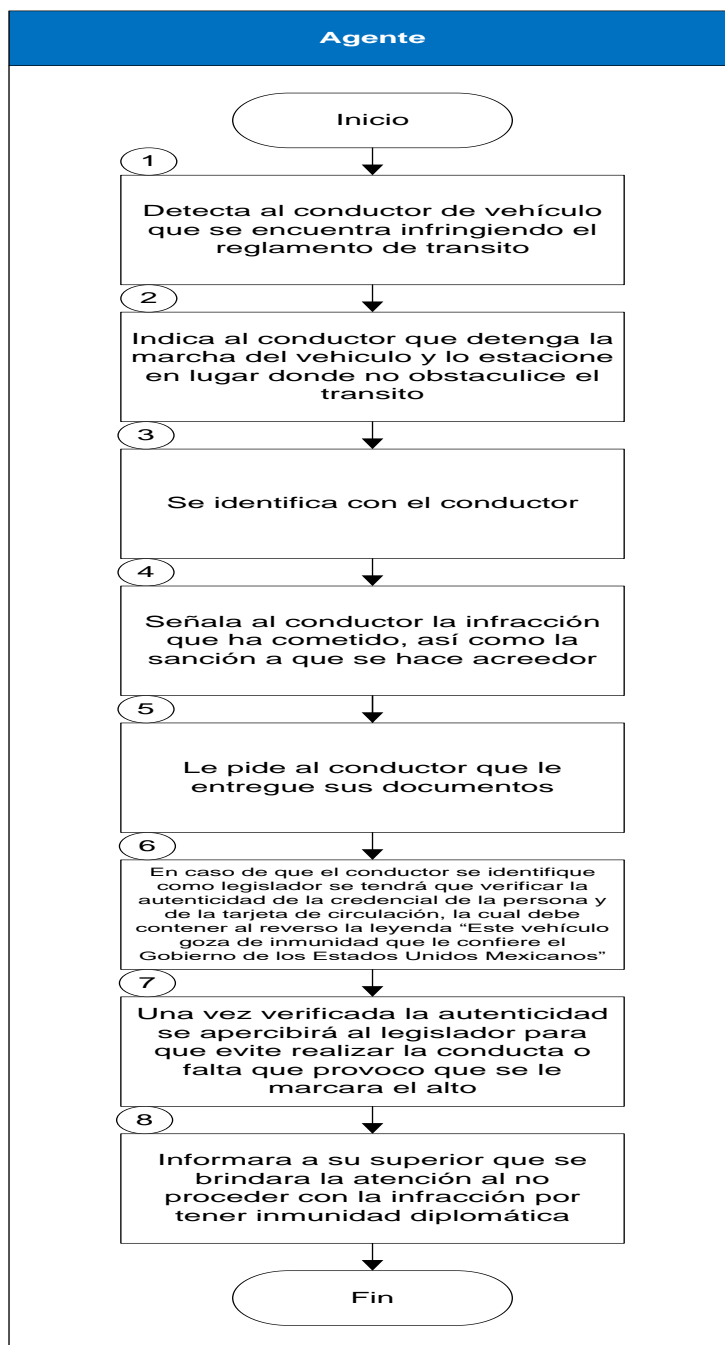 Agente
Inicio
1
Detecta al conductor de vehículo
que se encuentra infringiendo el
reglamento de transito
2
Indica al conductor que detenga la
marcha del vehiculo y lo estacione
en lugar donde no obstaculice el
transito
3
Se identifica con el conductor
4
Señala al conductor la infracción
que ha cometido, así como la
sanción a que se hace acreedor
5
Le pide al conductor que le
entregue sus documentos
6
En caso de que el conductor se identifique
como legislador se tendrá que verificar la
autenticidad de la credencial de la persona y
de la tarjeta de circulación, la cual debe
contener al reverso la leyenda “Este vehículo
goza de inmunidad que le confiere el
Gobierno de los Estados Unidos Mexicanos”
7
Una vez verificada la autenticidad
se apercibirá al legislador para
que evite realizar la conducta o
falta que provoco que se le
marcara el alto
8
Informara a su superior que se
brindara la atención al no
proceder con la infracción por
tener inmunidad diplomática
Fin